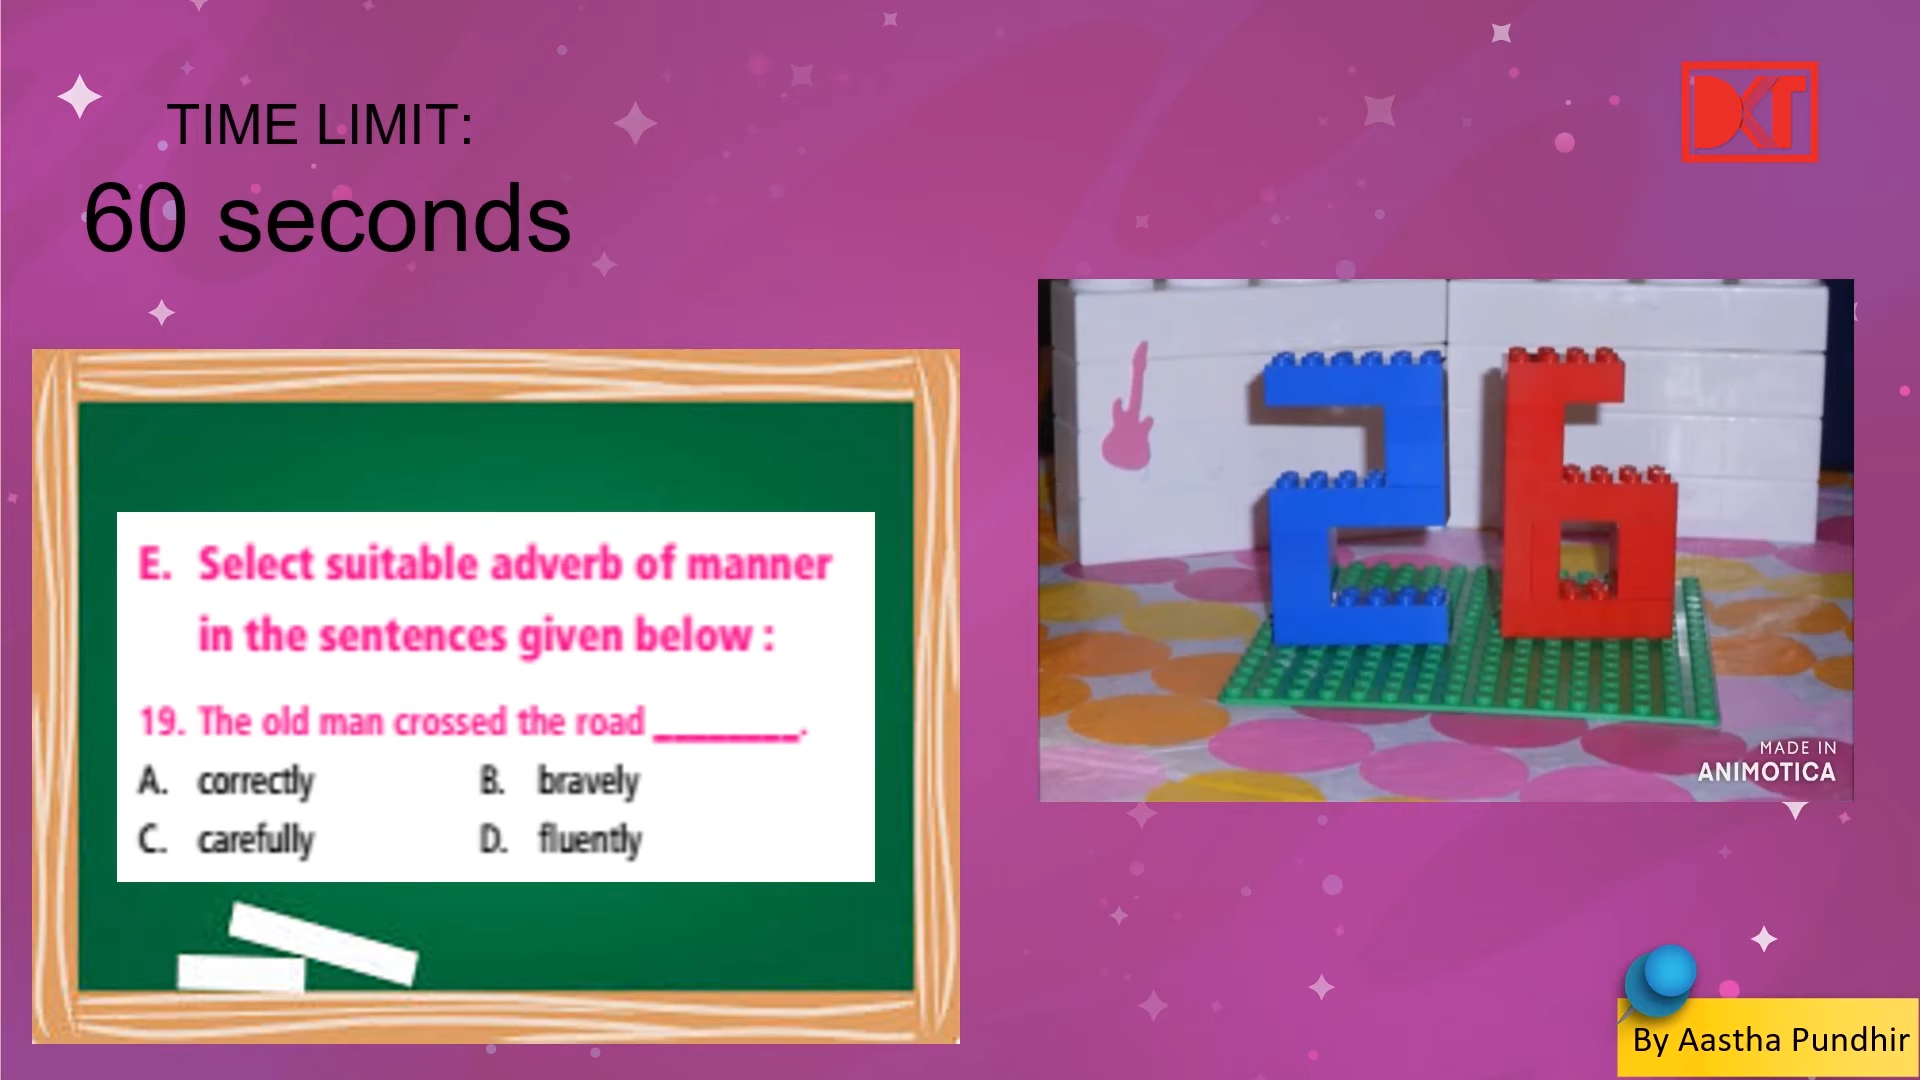 TIME LIMIT:
60 seconds
DKT
E. Select suitable adverb of manner
in the sentences given below :
19. The old man crossed the road ________.
A. correctly B. bravely
C. carefully D. fluently
26
MADE IN
ANIMOTICA
By Aastha Pundhir